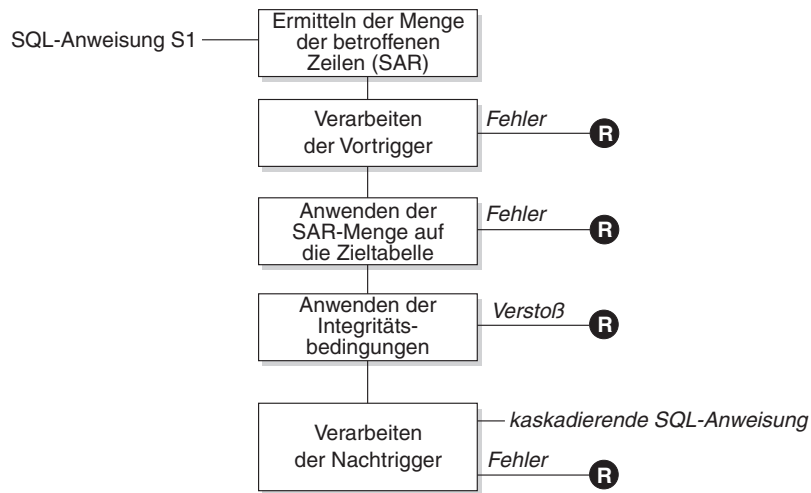 SQL-Anweisung S1
Ermitteln der Menge
der betroffenen
Zeilen (SAR)
Verarbeiten
der Vortrigger
Fehler
R
Anwenden der
SAR-Menge auf
die Zieltabelle
Fehler
R
Anwenden der
Integritäts-
bedingungen
Verstoß
R
Verarbeiten
der Nachtrigger
kaskadierende SQL-Anweisung
Fehler
R